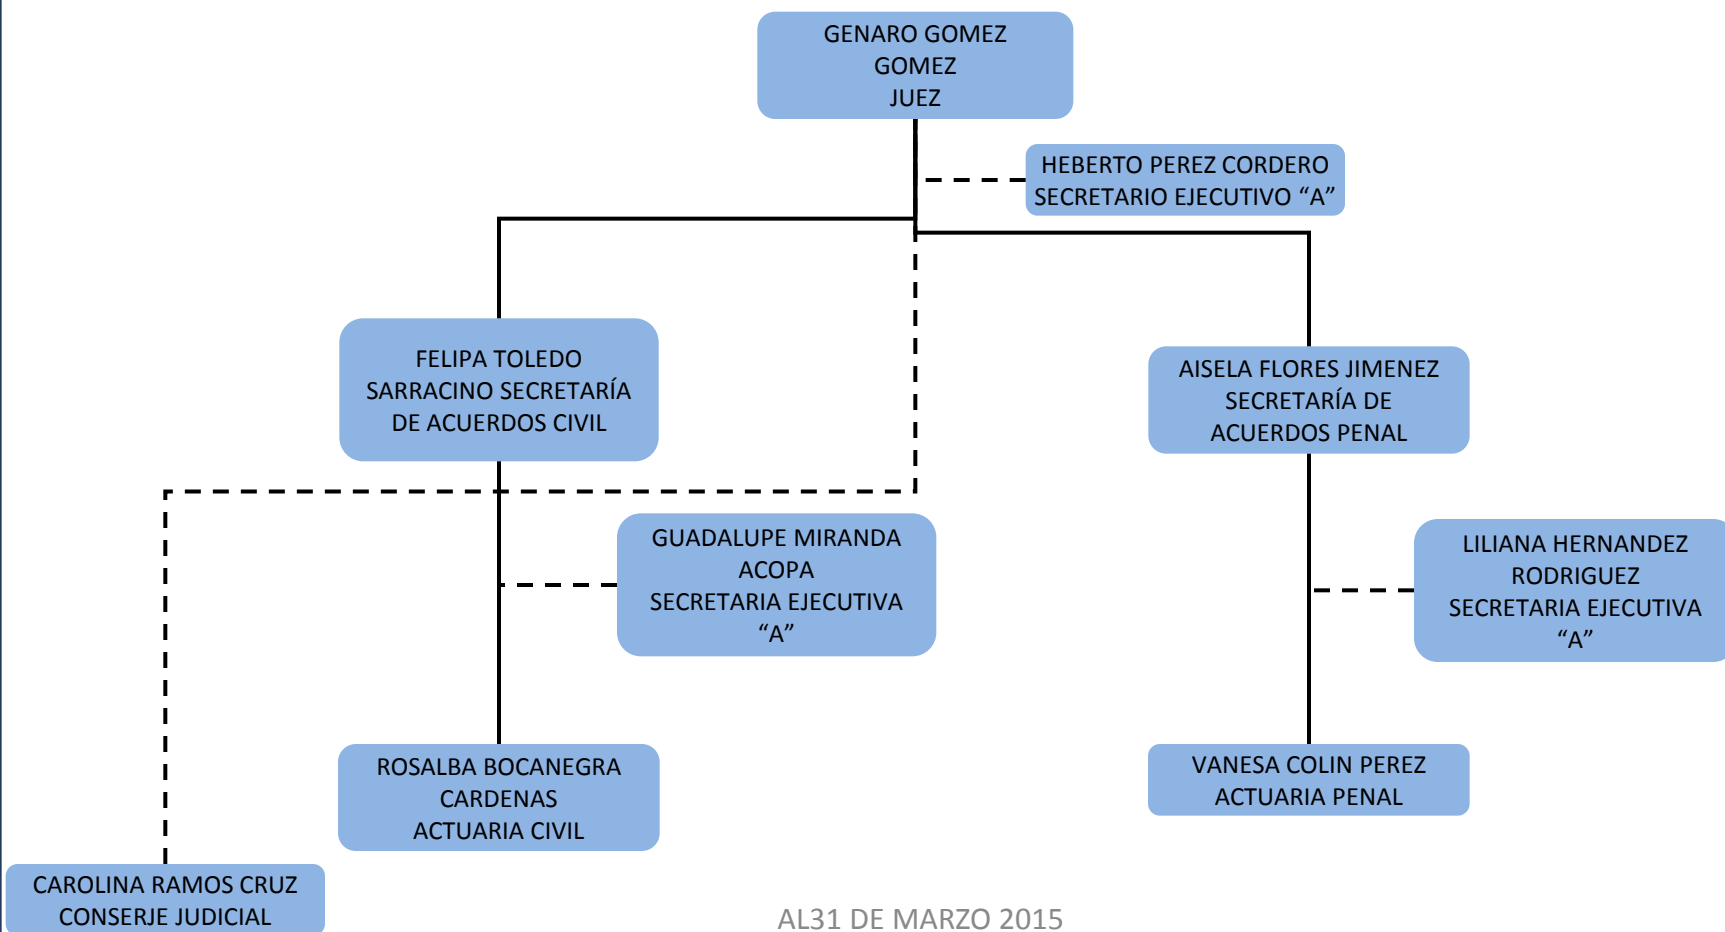 GENARO GOMEZ
GOMEZ
JUEZ
HEBERTO PEREZ CORDERO
SECRETARIO EJECUTIVO “A”
FELIPA TOLEDO
SARRACINO SECRETARÍA
DE ACUERDOS CIVIL
AISELA FLORES JIMENEZ
SECRETARÍA DE
ACUERDOS PENAL
GUADALUPE MIRANDA
ACOPA
SECRETARIA EJECUTIVA
“A”
LILIANA HERNANDEZ
RODRIGUEZ
SECRETARIA EJECUTIVA
“A”
ROSALBA BOCANEGRA
CARDENAS
ACTUARIA CIVIL
VANESA COLIN PEREZ
ACTUARIA PENAL
CAROLINA RAMOS CRUZ
CONSERJE JUDICIAL
AL31 DE MARZO 2015